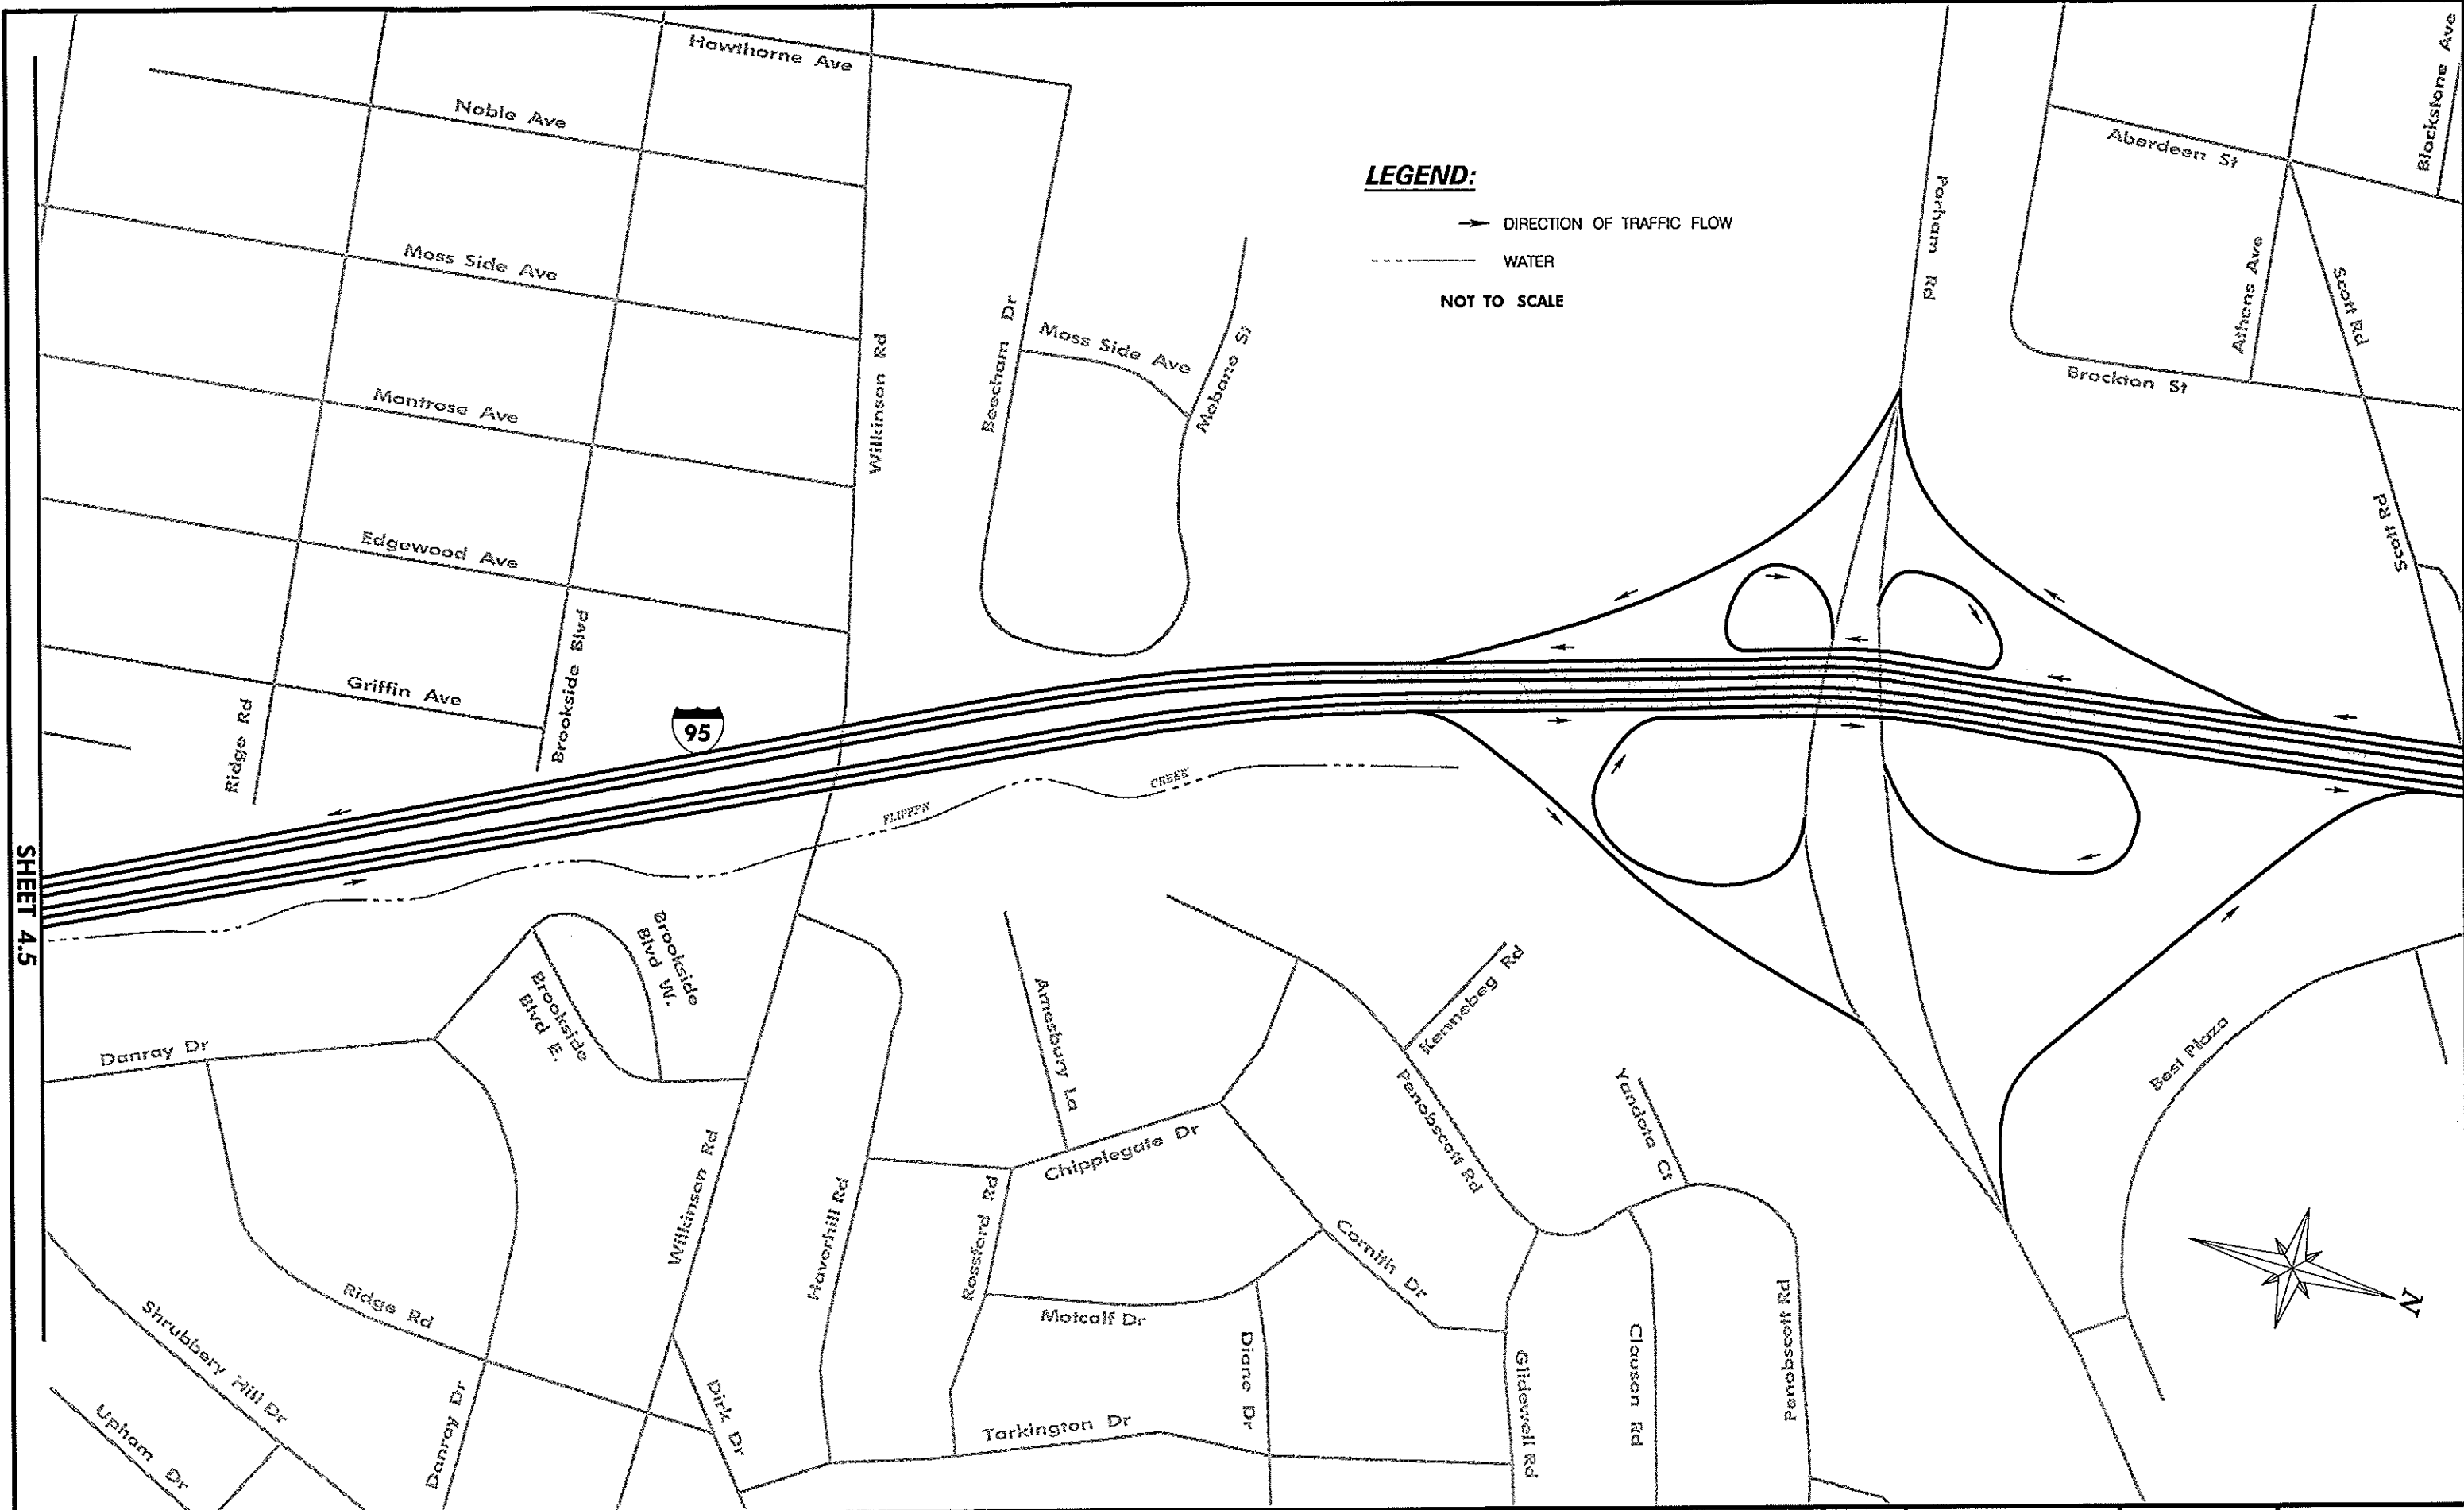 Hawthorne Ave
Noble Ave
Moss Side Ave
Montrose Ave
Edgewood Ave
Griffin Ave
Ridge Rd
Brookside Blvd
Wilkinson Rd
Beecham Dr
Moss Side Ave
Mebane St
LEGEND:
DIRECTION OF TRAFFIC FLOW
WATER
NOT TO SCALE
Parham Rd
Aberdeen St
Blackstone Ave
Athens Ave
Scott Rd
Brockton St
Scott Rd
95
FLIPPEN
CREEK
SHEET 4.5
Brookside
Blvd W.
Brookside
Blvd E.
Danray Dr
Wilkinson Rd
Haverhill Rd
Rossford Rd
Amesbury La
Chipplegate Dr
Kennebeg Rd
Penobscott Rd
Yandota Ct
Cornith Dr
Best Plaza
N
Ridge Rd
Shrubbery Hill Dr
Upham Dr
Danray Dr
Dirk Dr
Metcalf Dr
Tarkington Dr
Diane Dr
Glidewell Rd
Clauson Rd
Penobscott Rd